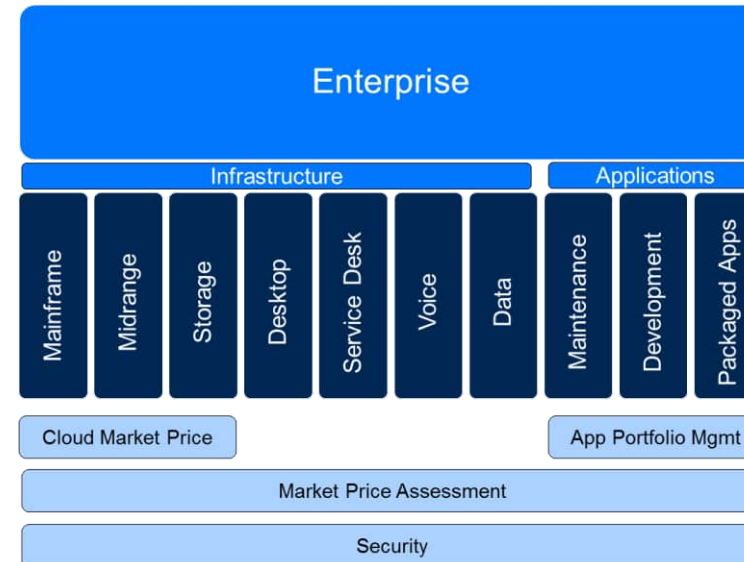 Enterprise
Infrastructure
Applications
Mainframe
Midrange
Storage
Desktop
Service Desk
Voice
Data
Maintenance
Development
Packaged Apps
Cloud Market Price
App Portfolio Mgmt
Market Price Assessment
Security